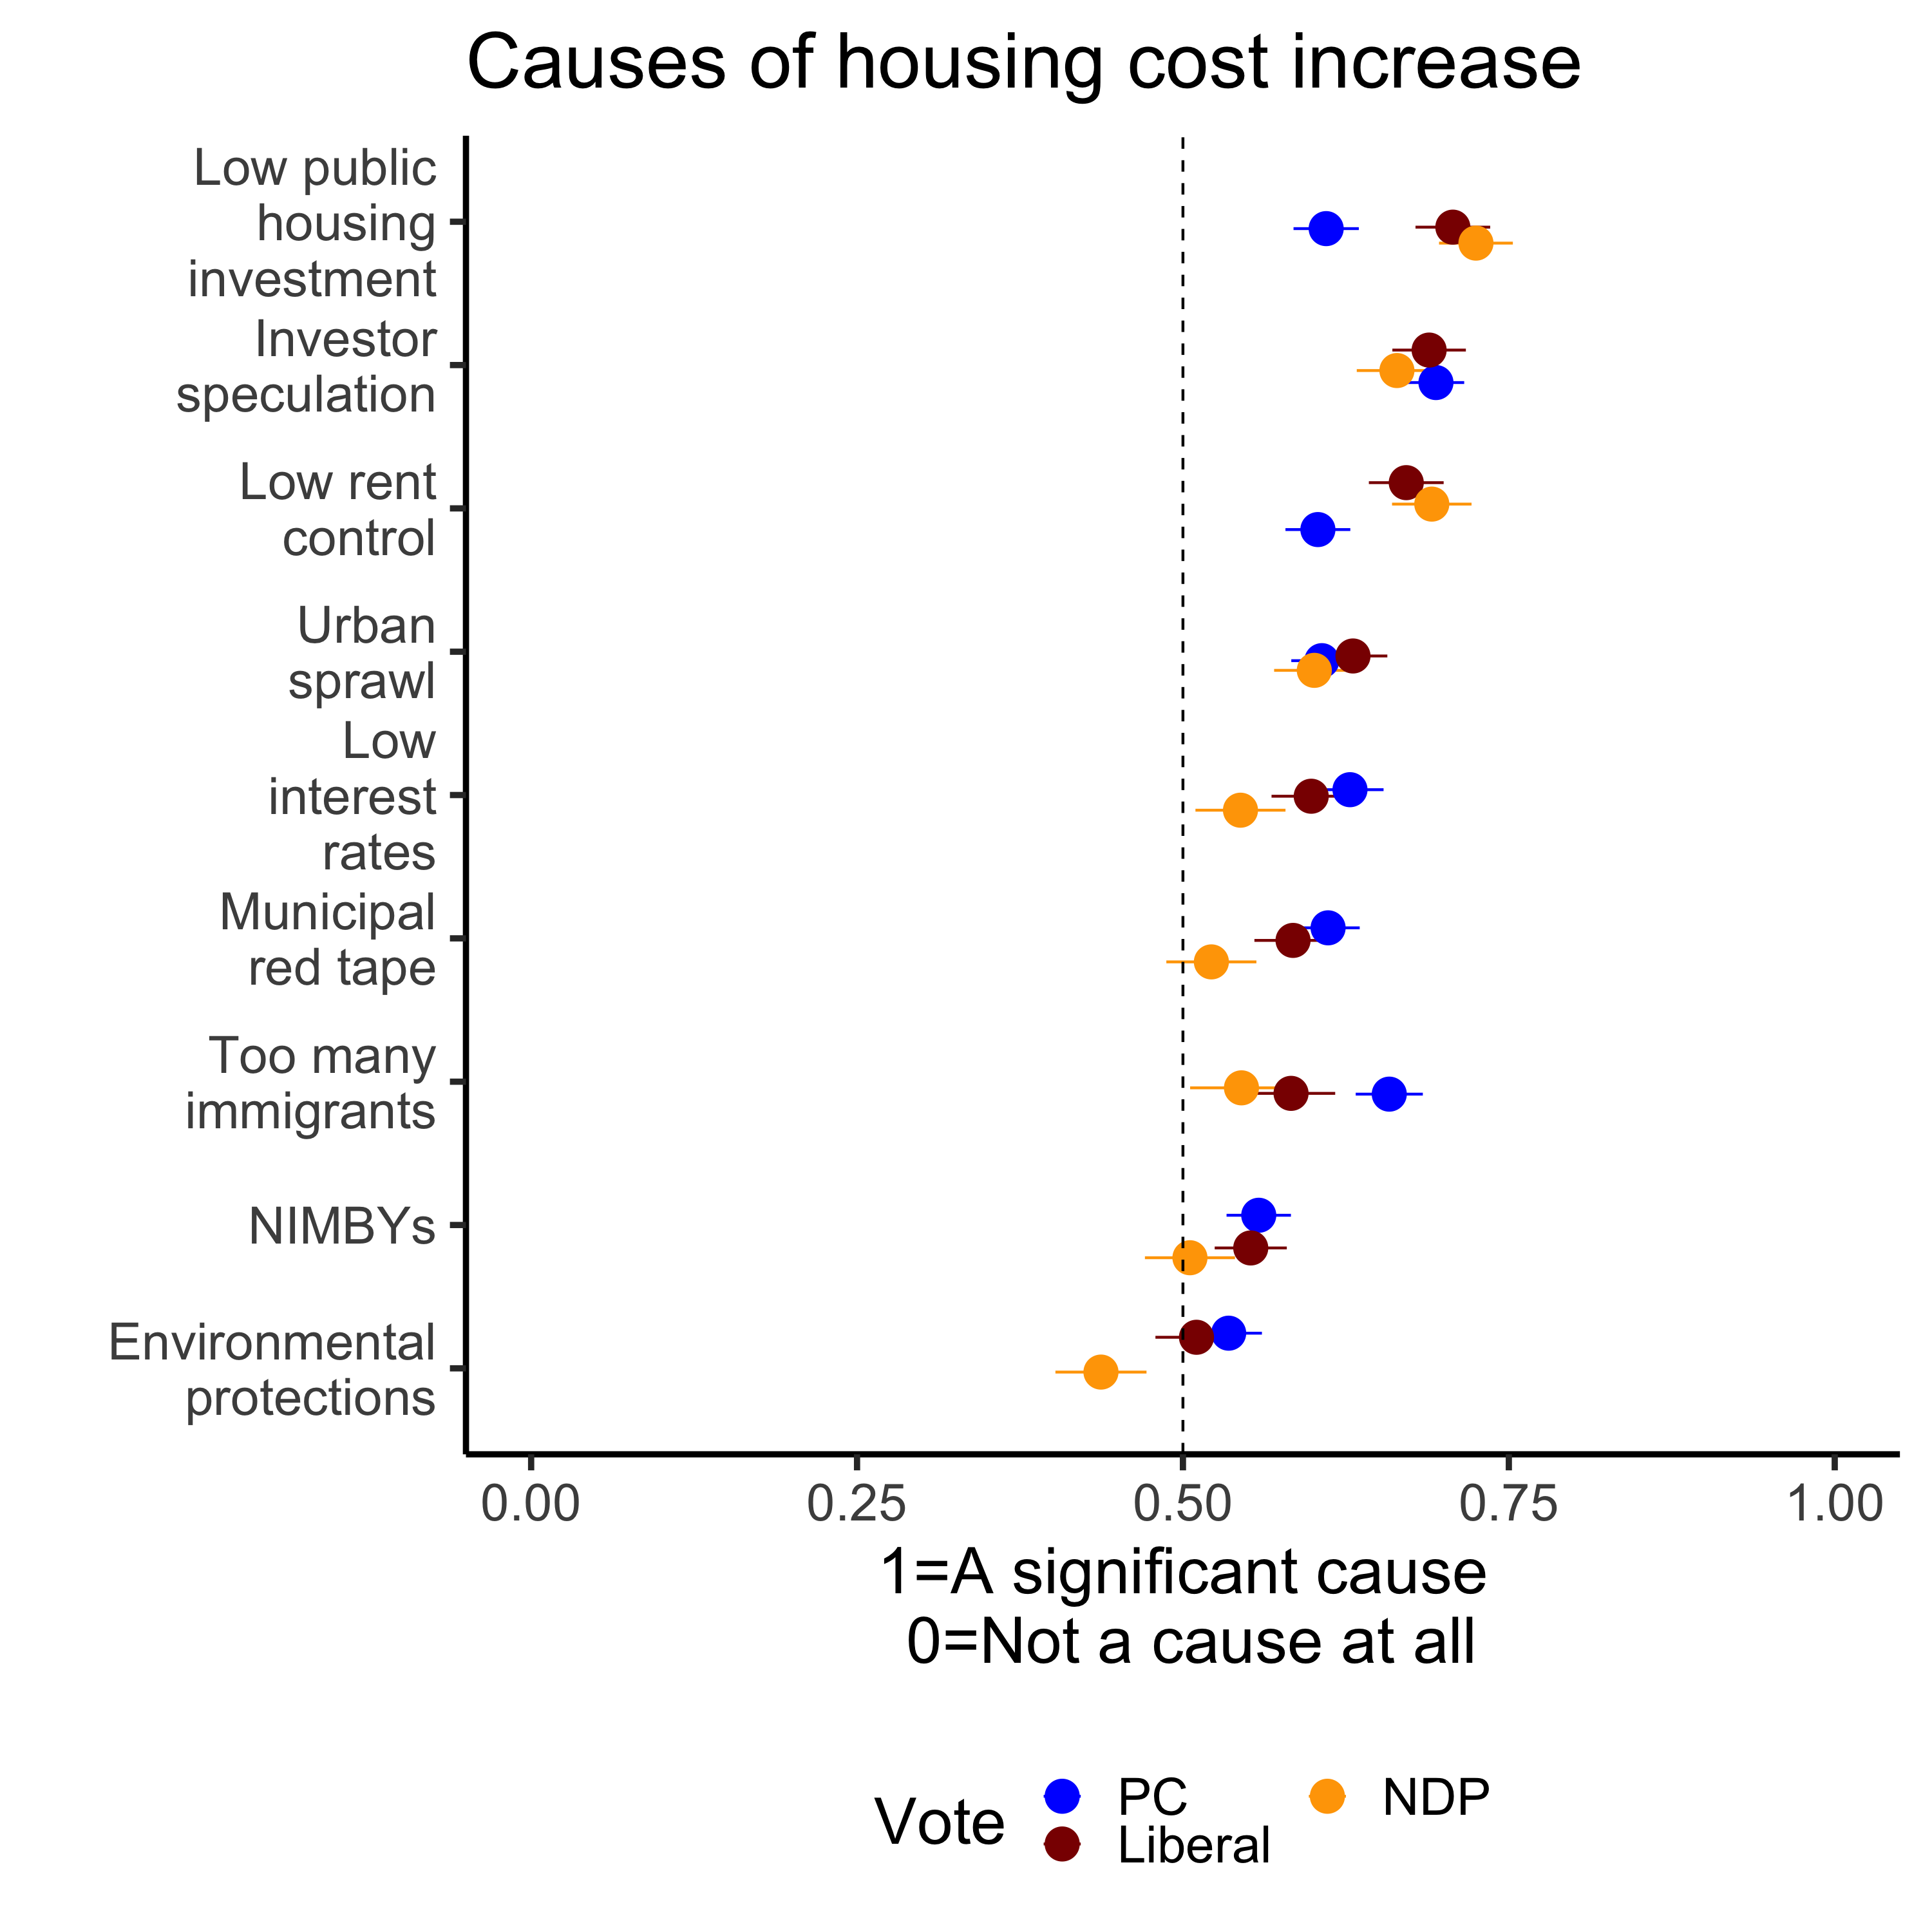 Causes of housing cost increase
Low public
housing
investment
Investor
speculation
Low rent
control
Urban
sprawl
Low
interest
rates
Municipal
red tape
Too many
immigrants
NIMBYs
Environmental
protections
0.00 0.25 0.50 0.75 1.00
1=A significant cause
0=Not a cause at all
Vote
PC NDP
Liberal